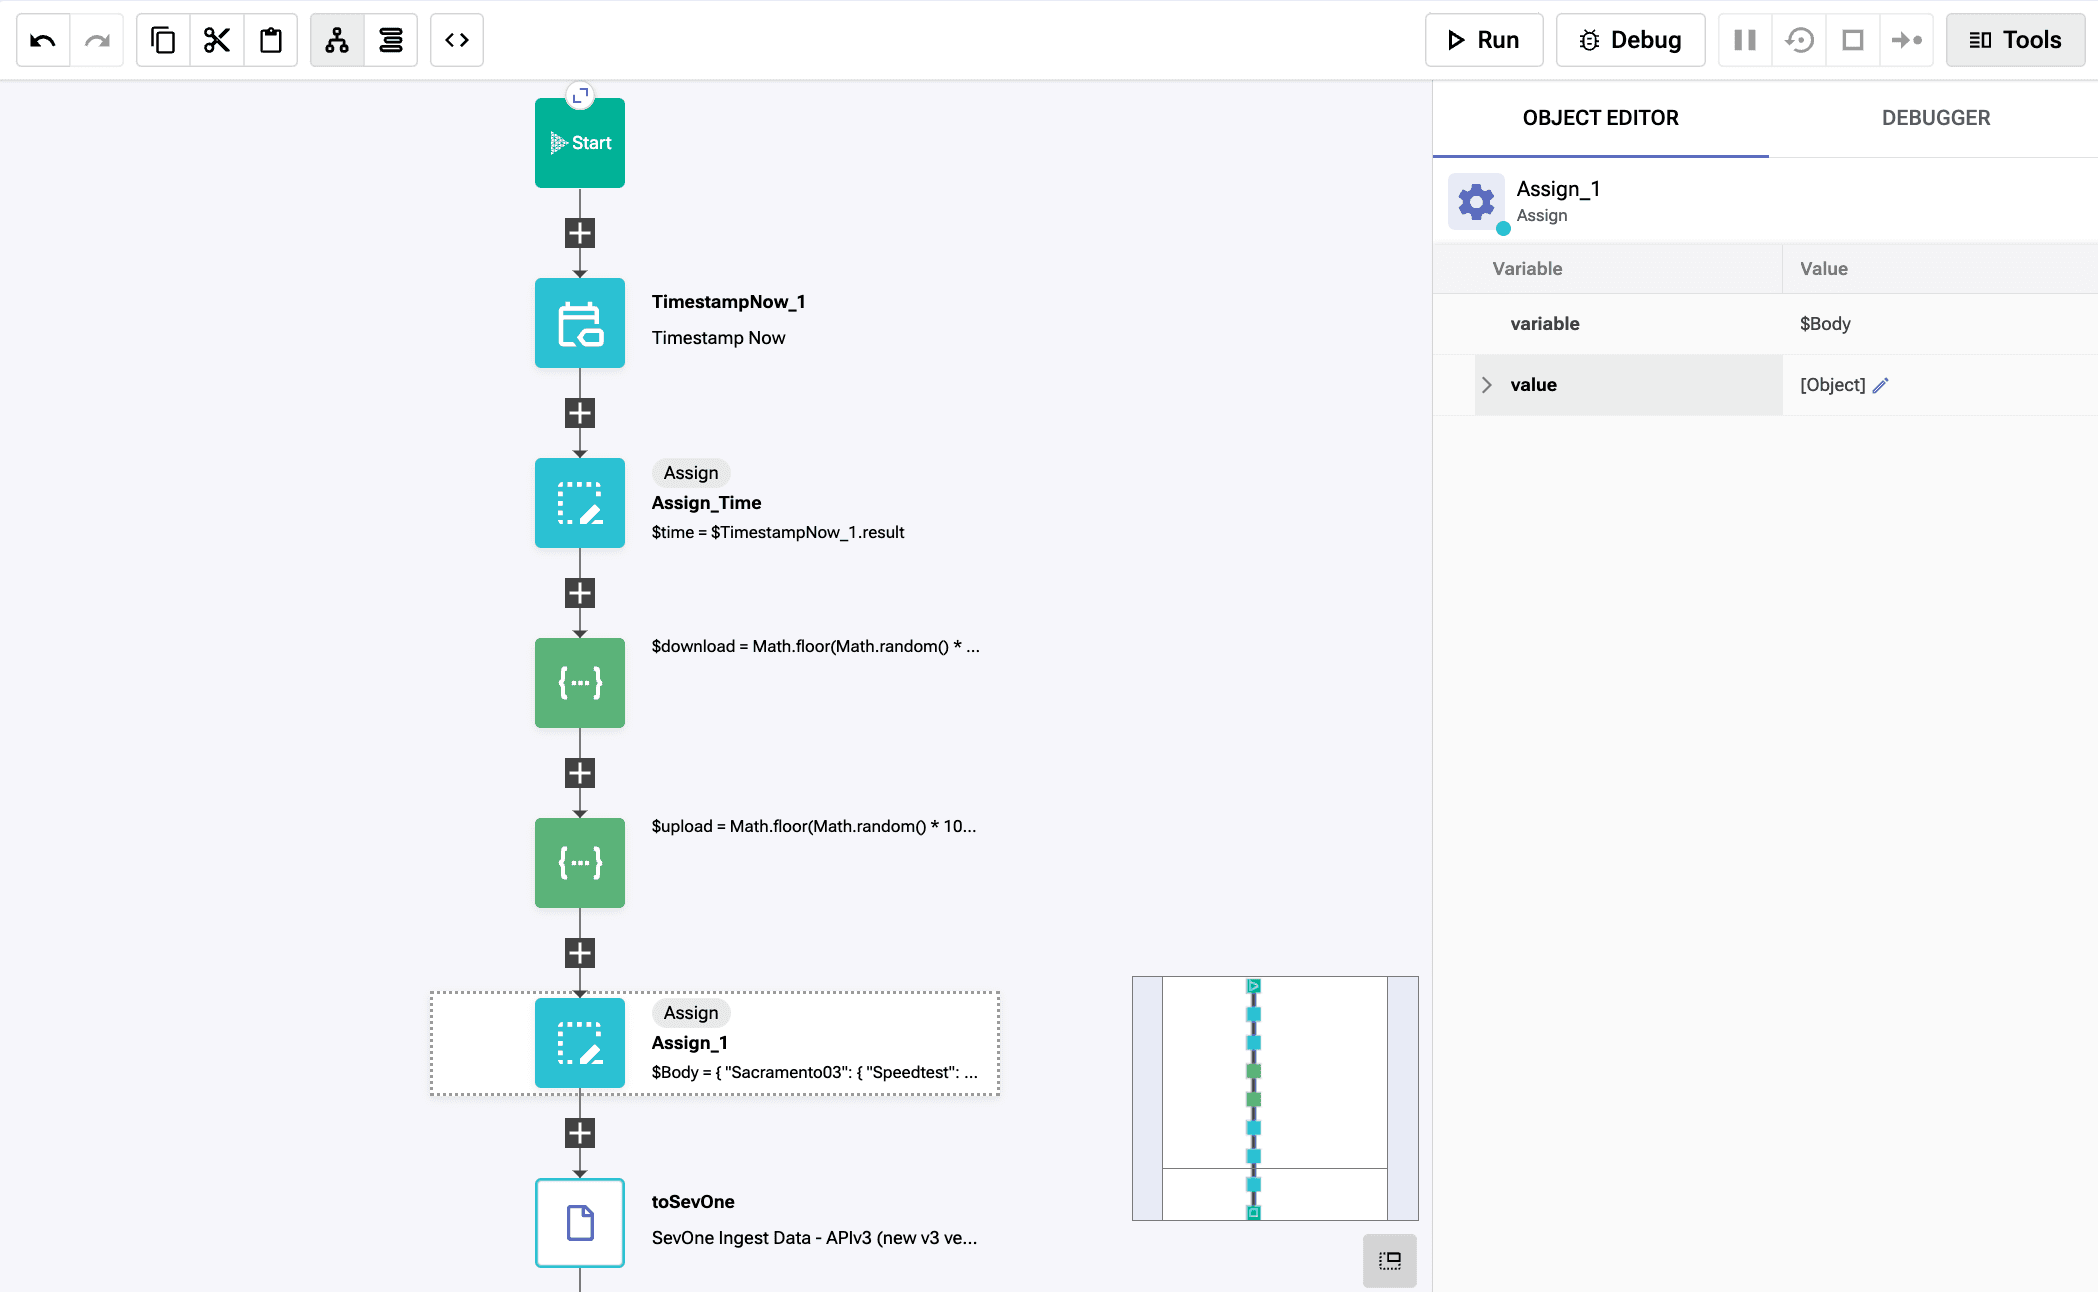 Run
Debug
Tools
Start
TimestampNow_1
Timestamp Now
Assign
Assign_Time
$time = $TimestampNow_1.result
$download = Math.floor(Math.random() * ...
$upload = Math.floor(Math.random() * 10...
Assign
Assign_1
$Body = { "Sacramento03": { "Speedtest": ...
toSevOne
SevOne Ingest Data - APIv3 (new v3 ve...
OBJECT EDITOR
DEBUGGER
Assign_1
Assign
Variable
Value
variable
$Body
value
[Object]